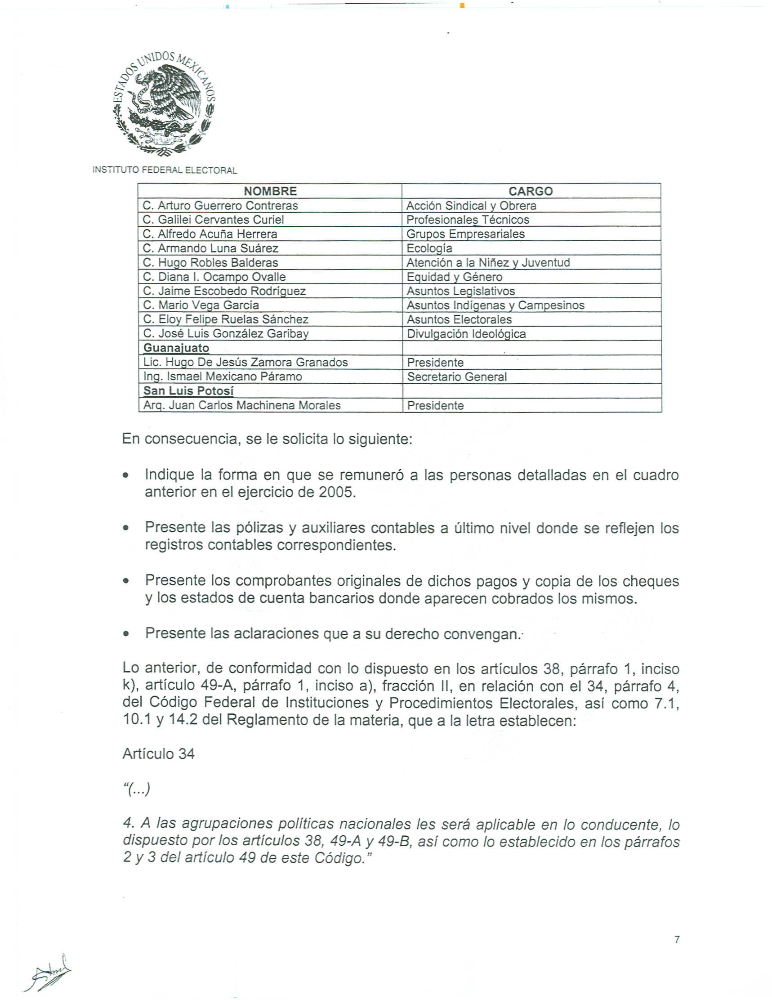 ESTADOS UNIDOS MEXICANOS
INSTITUTO FEDERAL ELECTORAL
NOMBRE CARGO
C. Arturo Guerrero Contreras Acción Sindical y Obrera
C. Galilei Cervantes Curiel Profesionales Técnicos
C. Alfredo Acuña Herrera Grupos Empresariales
C. Armando Luna Suárez Ecología
C. Hugo Robles Balderas Atención a la Niñez y Juventud
C. Diana I. Ocampo Ovalle Equidad y Género
C. Jaime Escobedo Rodríguez Asuntos Legislativos
C. Mario Vega García Asuntos Indígenas y Campesinos
C. Eloy Felipe Ruelas Sánchez Asuntos Electorales
C. José Luis González Garibay Divulgación Ideológica
Guanajuato
Lic. Hugo De Jesús Zamora Granados Presidente
Ing. Ismael Mexicano Páramo Secretario General
San Luis Potosí
Arq. Juan Carlos Machinena Morales Presidente
En consecuencia, se le solicita lo siguiente:
• Indique la forma en que se remuneró a las personas detalladas en el cuadro
anterior en el ejercicio de 2005.
• Presente las pólizas y auxiliares contables a último nivel donde se reflejen los
registros contables correspondientes.
• Presente los comprobantes originales de dichos pagos y copia de los cheques
y los estados de cuenta bancarios donde aparecen cobrados los mismos.
• Presente las aclaraciones que a su derecho convengan.
Lo anterior, de conformidad con lo dispuesto en los artículos 38, párrafo 1, inciso
k), artículo 49-A, párrafo 1, inciso a), fracción II, en relación con el 34, párrafo 4,
del Código Federal de Instituciones y Procedimientos Electorales, así como 7.1,
10.1 y 14.2 del Reglamento de la materia, que a la letra establecen:
Artículo 34
“(...)
4. A las agrupaciones políticas nacionales les será aplicable en lo conducente, lo
dispuesto por los artículos 38, 49-A y 49-B, así como lo establecido en los párrafos
2 y 3 del artículo 49 de este Código.”
7